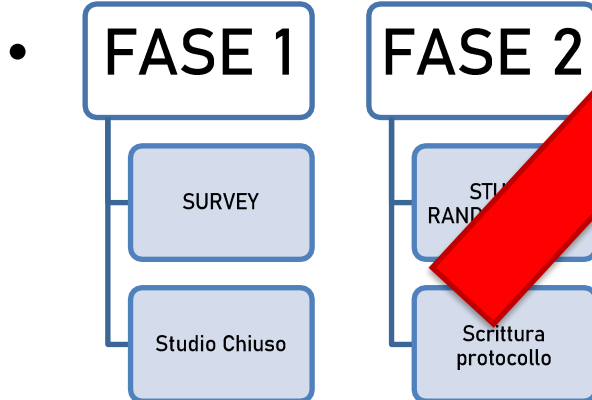 FASE 1
SURVEY
Studio Chiuso
FASE 2
Scrittura
protocollo